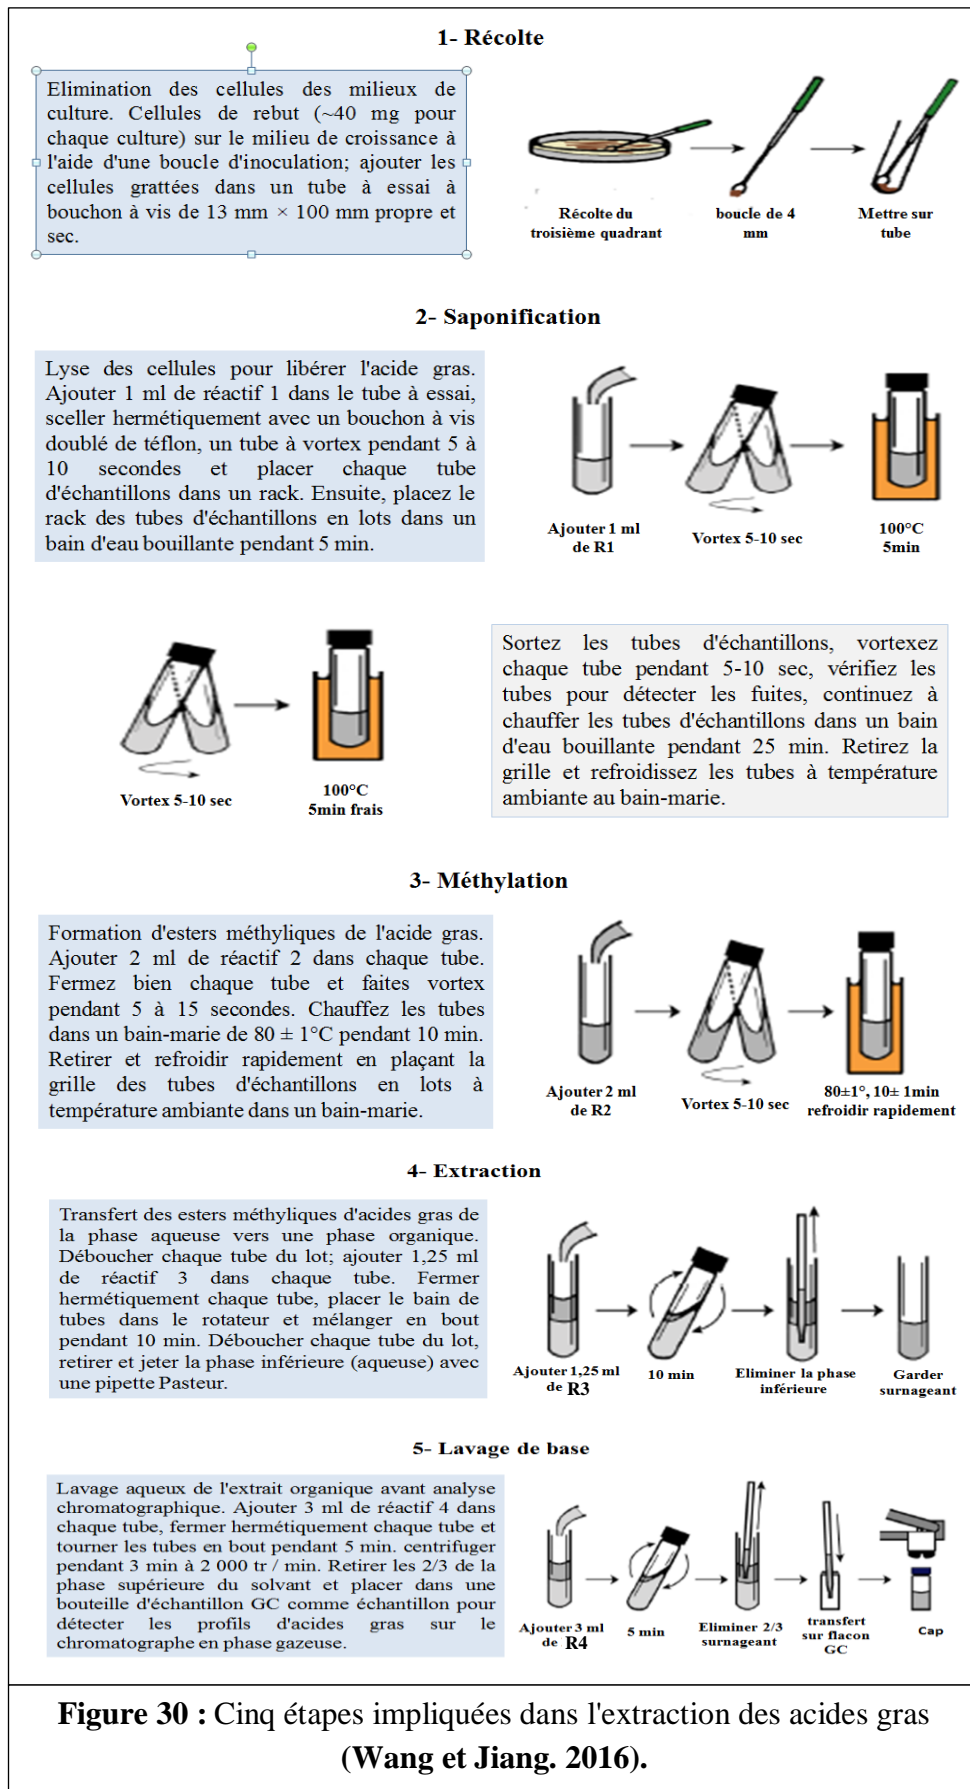 1- Récolte
Elimination des cellules des milieux de
culture. Cellules de rebut (~40 mg pour
chaque culture) sur le milieu de croissance à
l'aide d'une boucle d'inoculation; ajouter les
cellules grattées dans un tube à essai à
bouchon à vis de 13 mm × 100 mm propre et
sec.
Récolte du
troisième quadrant
boucle de 4
mm
Mettre sur
tube
2- Saponification
Lyse des cellules pour libérer l'acide gras.
Ajouter 1 ml de réactif 1 dans le tube à essai,
sceller hermétiquement avec un bouchon à vis
doublé de téflon, un tube à vortex pendant 5 à
10 secondes et placer chaque tube
d'échantillons dans un rack. Ensuite, placez le
rack des tubes d'échantillons en lots dans un
bain d'eau bouillante pendant 5 min.
Ajouter 1 ml
de R1
Vortex 5-10 sec
100°C
5min
Vortex 5-10 sec
100°C
5min frais
Sortez les tubes d'échantillons, vortexez
chaque tube pendant 5-10 sec, vérifiez les
tubes pour détecter les fuites, continuez à
chauffer les tubes d'échantillons dans un bain
d'eau bouillante pendant 25 min. Retirez la
grille et refroidissez les tubes à température
ambiante au bain-marie.
3- Méthylation
Formation d'esters méthyliques de l'acide gras.
Ajouter 2 ml de réactif 2 dans chaque tube.
Fermez bien chaque tube et faites vortex
pendant 5 à 15 secondes. Chauffez les tubes
dans un bain-marie de 80 ± 1°C pendant 10 min.
Retirer et refroidir rapidement en plaçant la
grille des tubes d'échantillons en lots à
température ambiante dans un bain-marie.
Ajouter 2 ml
de R2
Vortex 5-10 sec
80±1°, 10± 1min
refroidir rapidement
4- Extraction
Transfert des esters méthyliques d'acides gras de
la phase aqueuse vers une phase organique.
Déboucher chaque tube du lot; ajouter 1,25 ml
de réactif 3 dans chaque tube. Fermer
hermétiquement chaque tube, placer le bain de
tubes dans le rotateur et mélanger en bout
pendant 10 min. Déboucher chaque tube du lot,
retirer et jeter la phase inférieure (aqueuse) avec
une pipette Pasteur.
Ajouter 1,25 ml
de R3
10 min
Eliminer la phase
inférieure
Garder
surnageant
5- Lavage de base
Lavage aqueux de l'extrait organique avant analyse
chromatographique. Ajouter 3 ml de réactif 4 dans
chaque tube, fermer hermétiquement chaque tube et
tourner les tubes en bout pendant 5 min. centrifuger
pendant 3 min à 2 000 tr / min. Retirer les 2/3 de la
phase supérieure du solvant et placer dans une
bouteille d'échantillon GC comme échantillon pour
détecter les profils d'acides gras sur le
chromatographe en phase gazeuse.
Ajouter 3 ml
de R4
5 min
Eliminer 2/3
surnageant
transfert
sur flacon
GC
Cap
Figure 30 : Cinq étapes impliquées dans l'extraction des acides gras
(Wang et Jiang. 2016).